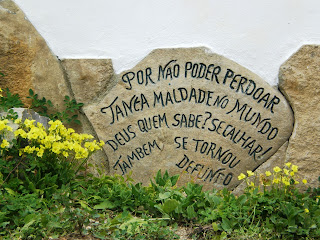 POR NÃO PODER PERDOAR
TANTA MALDADE NO MUNDO
DEUS QUEM SABE? SE CALHAR!
TAMBEM SE TORNOU
DEFUNTO